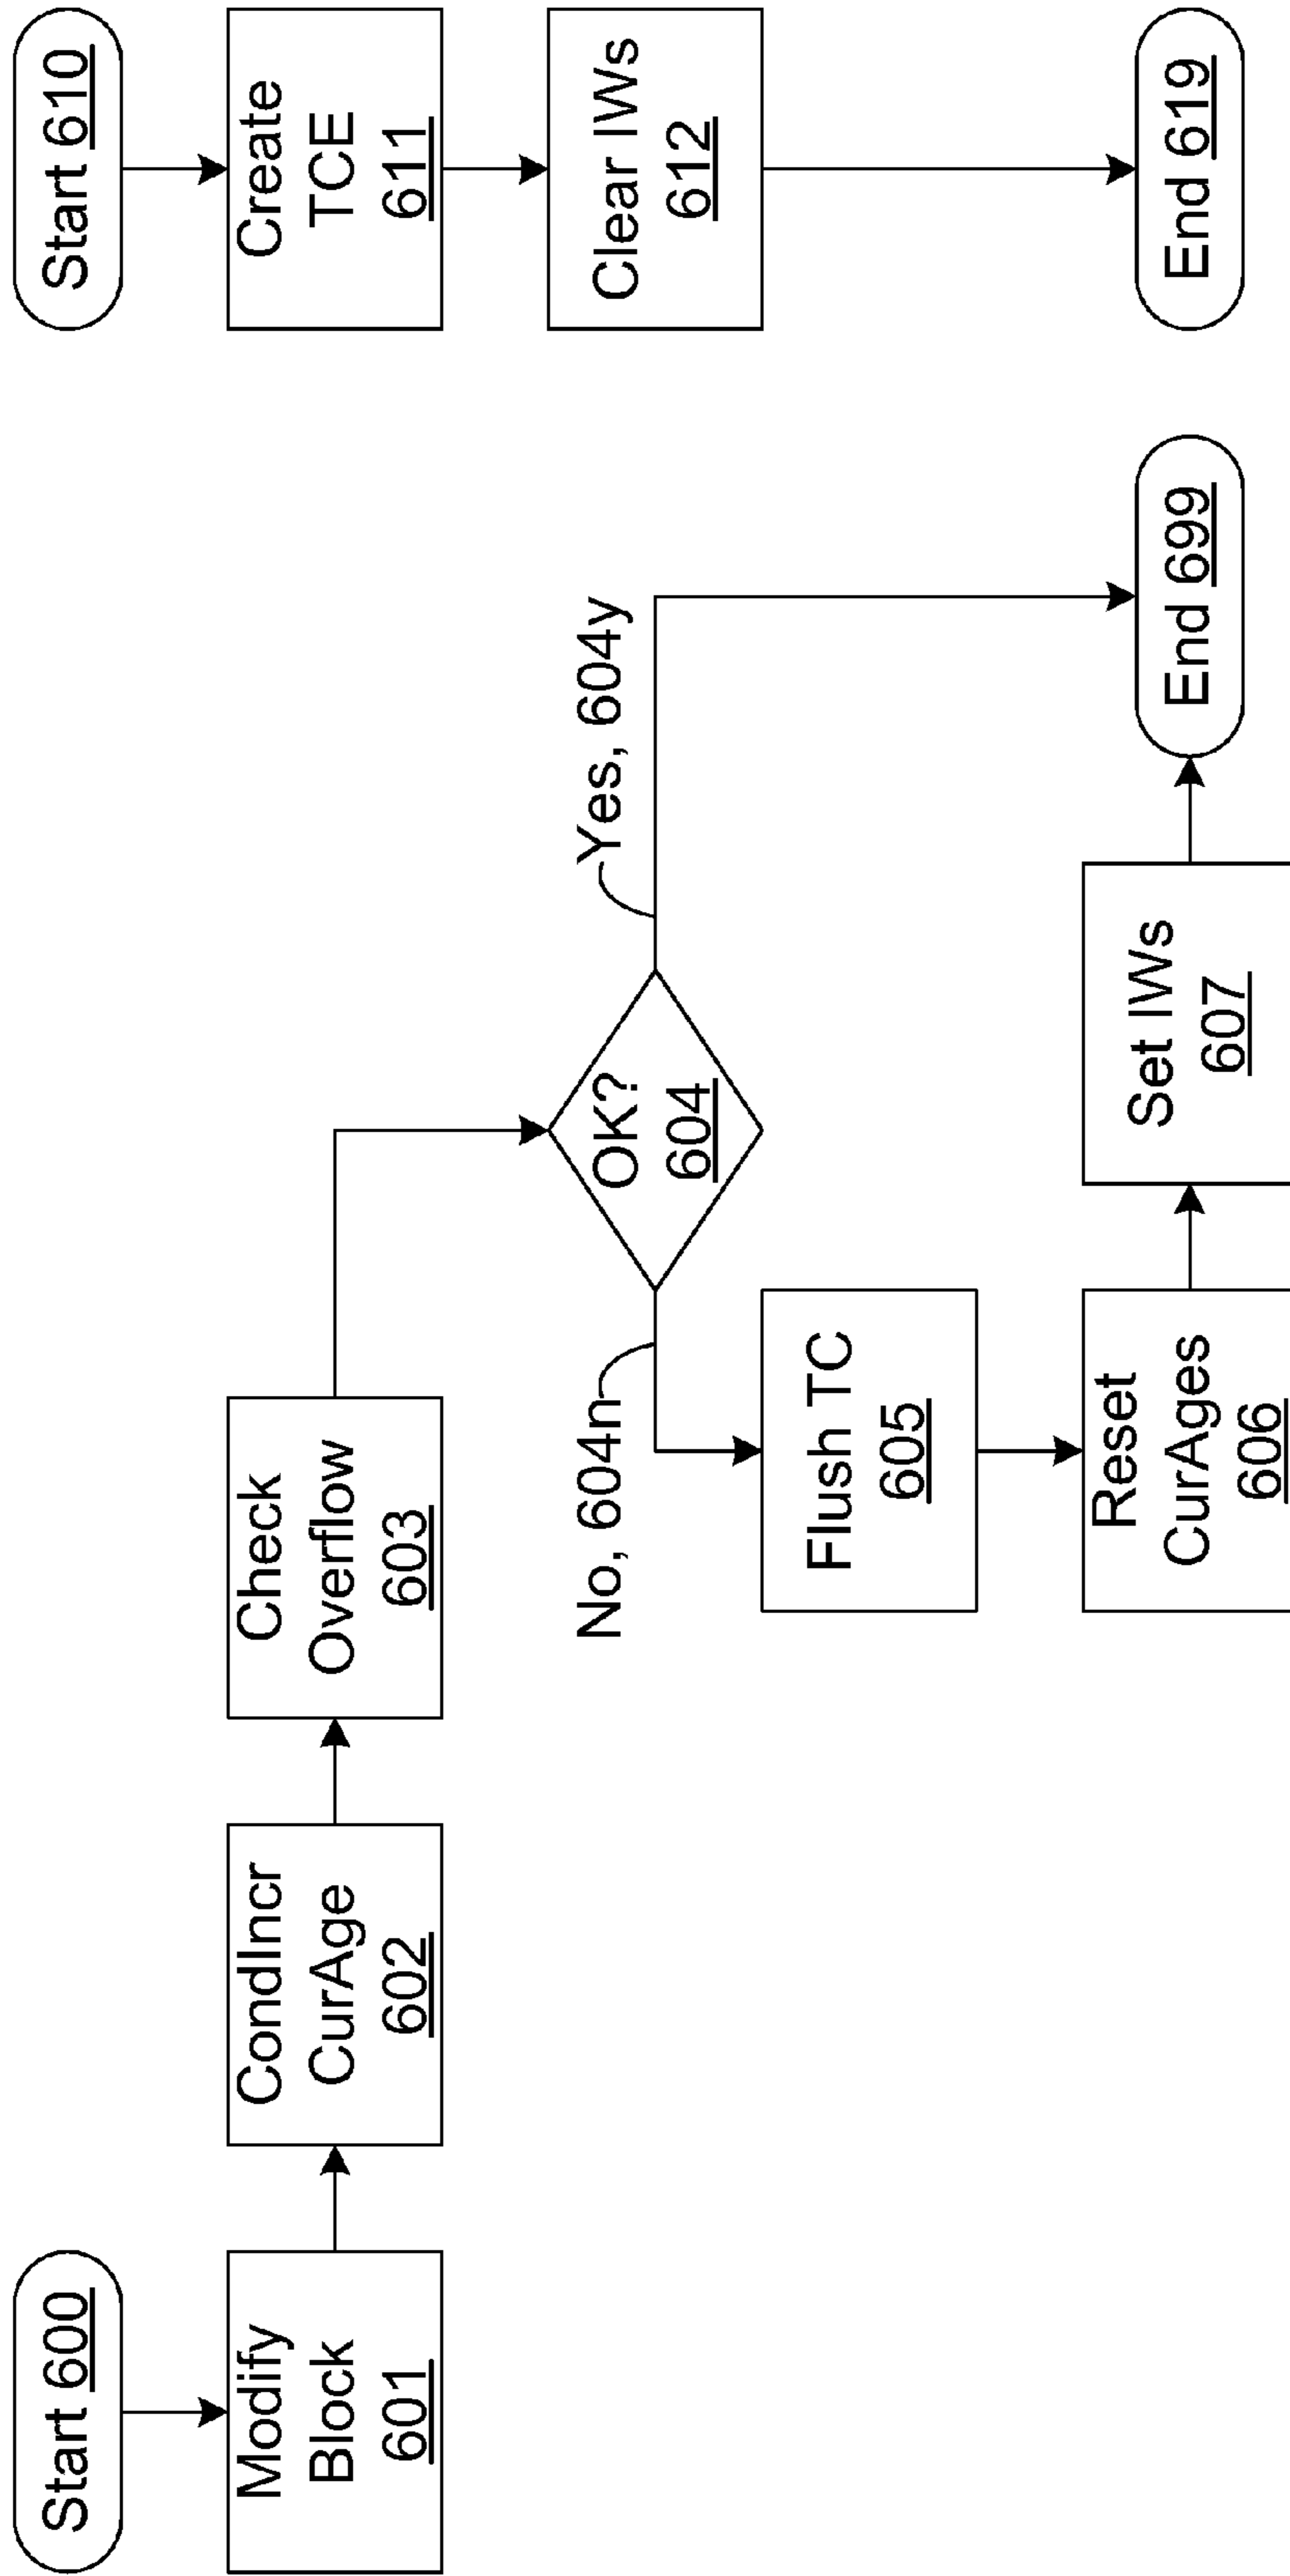 Start 600
Modify
Block
601
CondIncr
CurAge
602
Check
Overflow
603
OK?
604
No, 604n
Yes, 604y
Flush TC
605
Reset
CurAges
606
Set IWs
607
End 699
Start 610
Create
TCE
611
Clear IWs
612
End 619